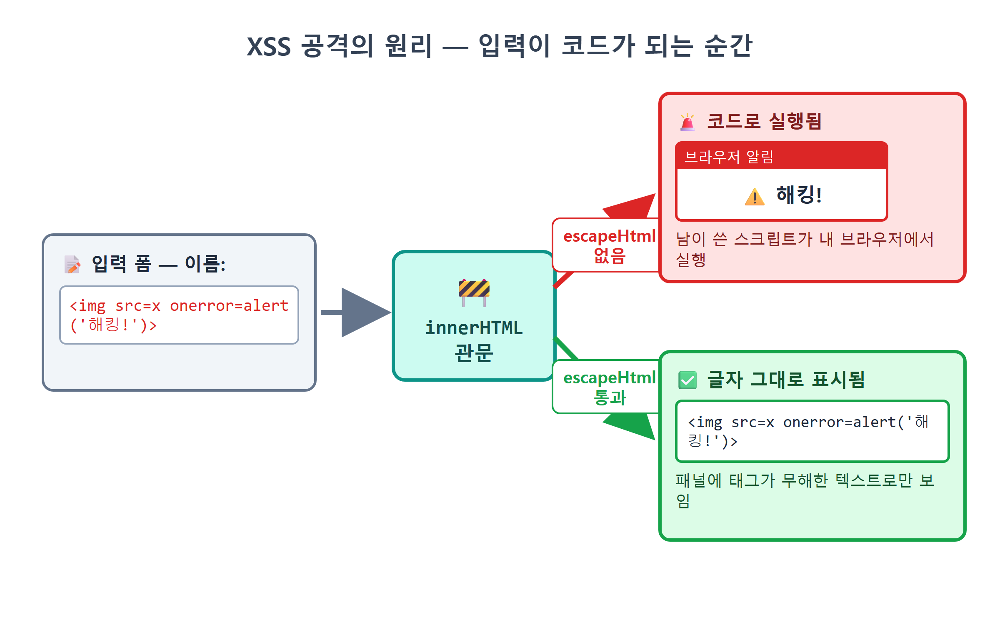 XSS 공격의 원리 — 입력이 코드가 되는 순간
입력 폼 — 이름:
<img src=x onerror=alert
('해킹!')>
innerHTML
관문
escapeHtml
없음
코드로 실행됨
브라우저 알림
해킹!
남이 쓴 스크립트가 내 브라우저에서
실행
escapeHtml
통과
글자 그대로 표시됨
<img src=x onerror=alert('해
킹!')>
패널에 태그가 무해한 텍스트로만 보
임